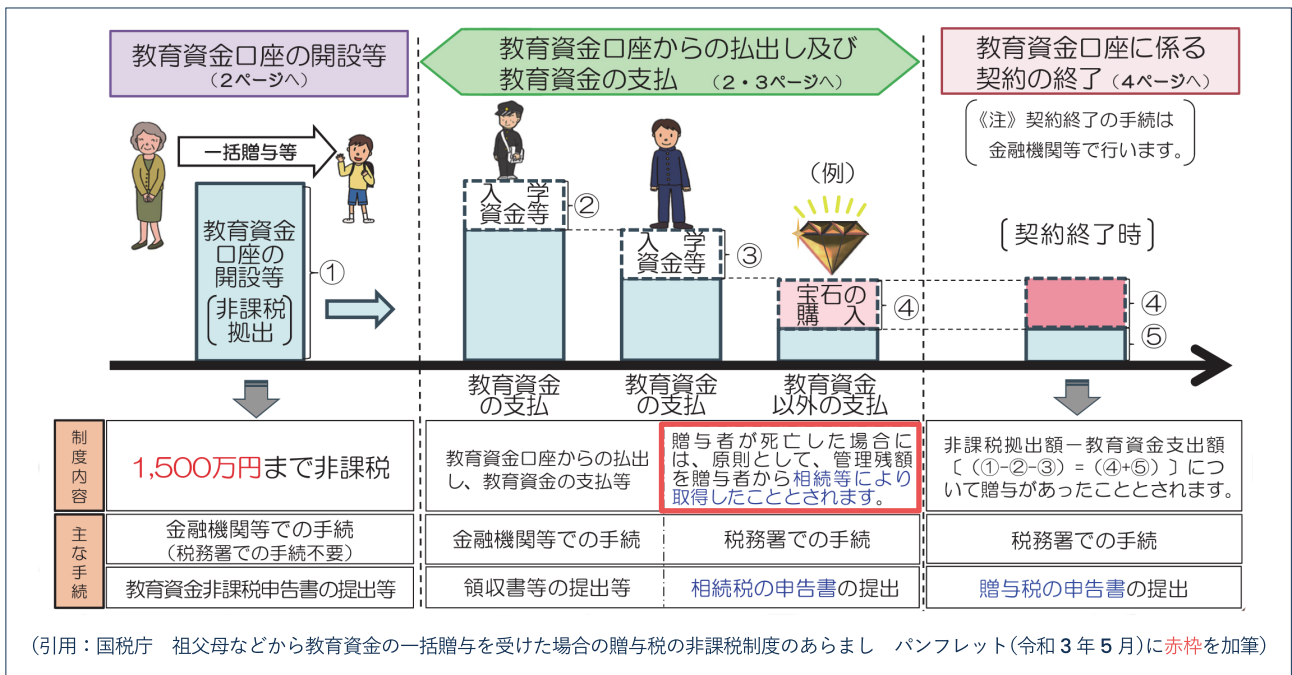 教育資金口座の開設等
（2ページへ）
教育資金口座からの払出し及び
教育資金の支払 （2・3ページへ）
教育資金口座に係る
契約の終了（4ページへ）
《注》契約終了の手続は
金融機関等で行います。
一括贈与等
教育資金
口座の
開設等
非課税
拠出
①
入学
資金等
②
入学
資金等
③
（例）
宝石の
購入
④
〔契約終了時〕
④
⑤
教育資金
の支払
教育資金
の支払
教育資金
以外の支払
制度内容
1,500万円まで非課税
教育資金口座からの払出
し、教育資金の支払等
贈与者が死亡した場合に
は、原則として、管理残額
を贈与者から相続等により
取得したこととされます。
非課税拠出額－教育資金支出額
〔（①-②-③）＝（④+⑤）〕につ
いて贈与があったこととされます。
主な手続
金融機関等での手続
（税務署での手続不要）
金融機関等での手続
税務署での手続
税務署での手続
教育資金非課税申告書の提出等
領収書等の提出等
相続税の申告書の提出
贈与税の申告書の提出
（引用：国税庁　祖父母などから教育資金の一括贈与を受けた場合の贈与税の非課税制度のあらまし　パンフレット（令和3年5月）に赤枠を加筆）